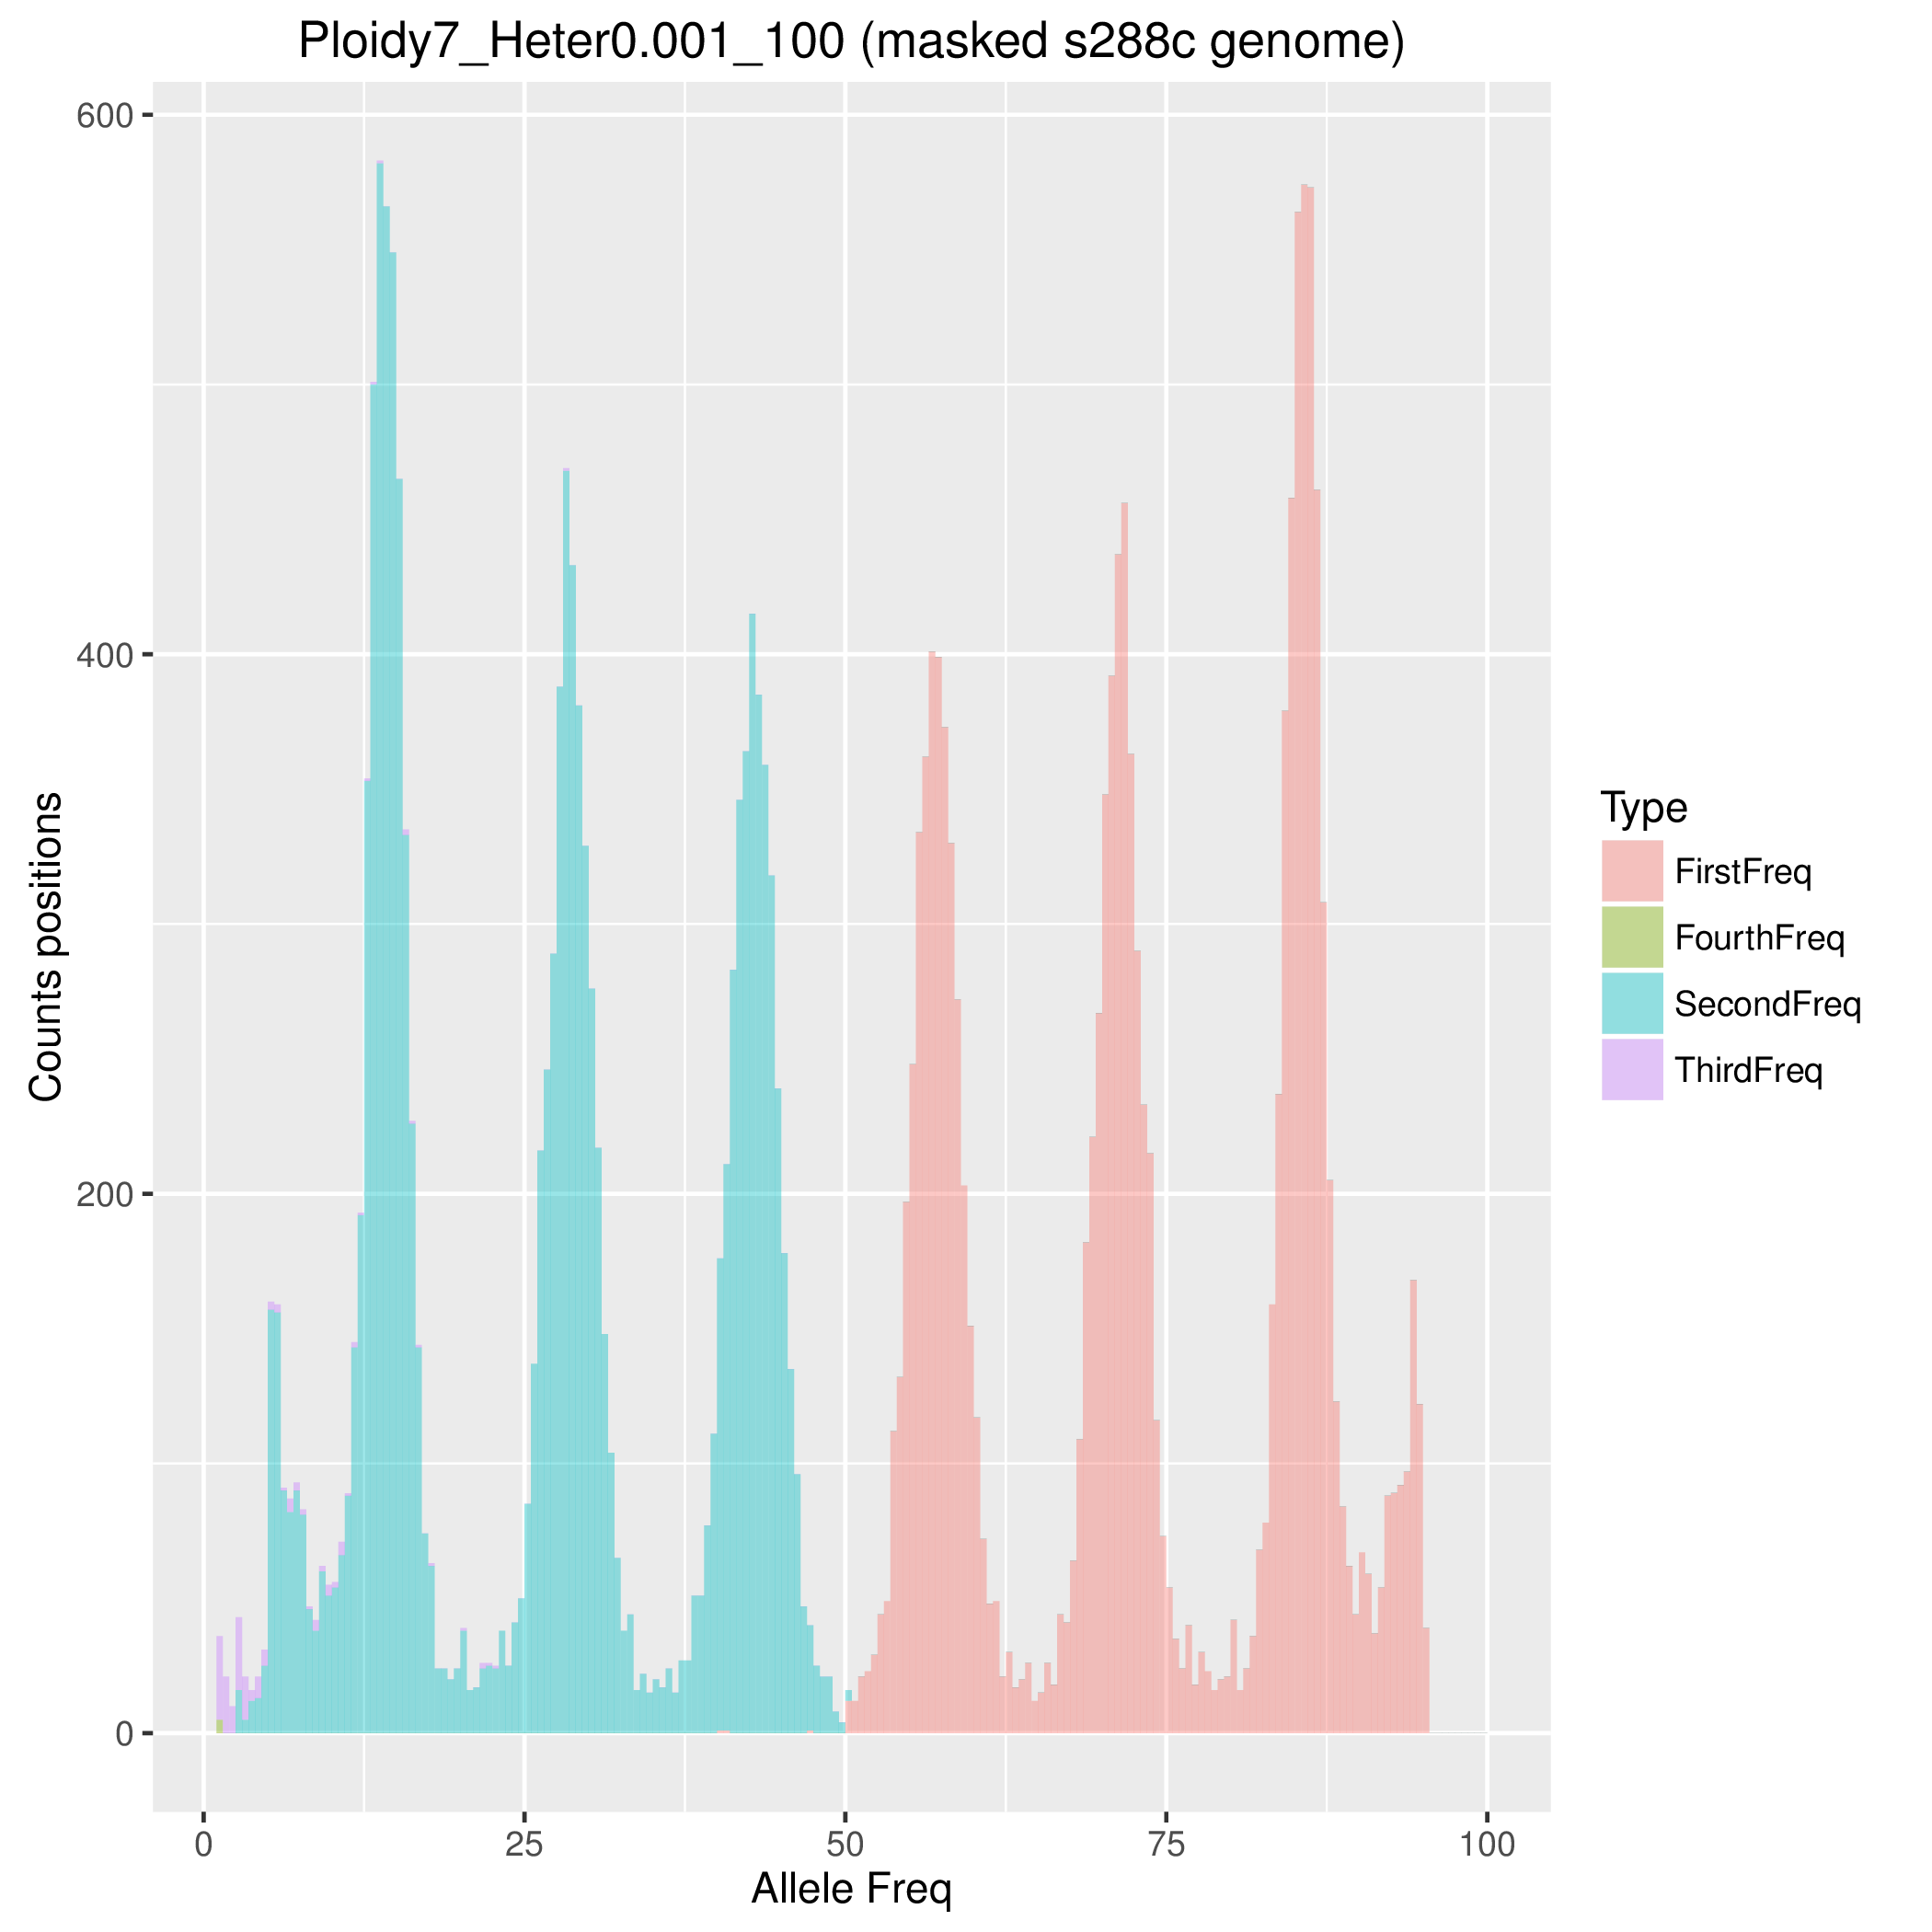 Ploidy7_Heter0.001_100 (masked s288c genome)
600
400
200
0
Counts positions
0 25 50 75 100
Allele Freq
Type
FirstFreq
FourthFreq
SecondFreq
ThirdFreq